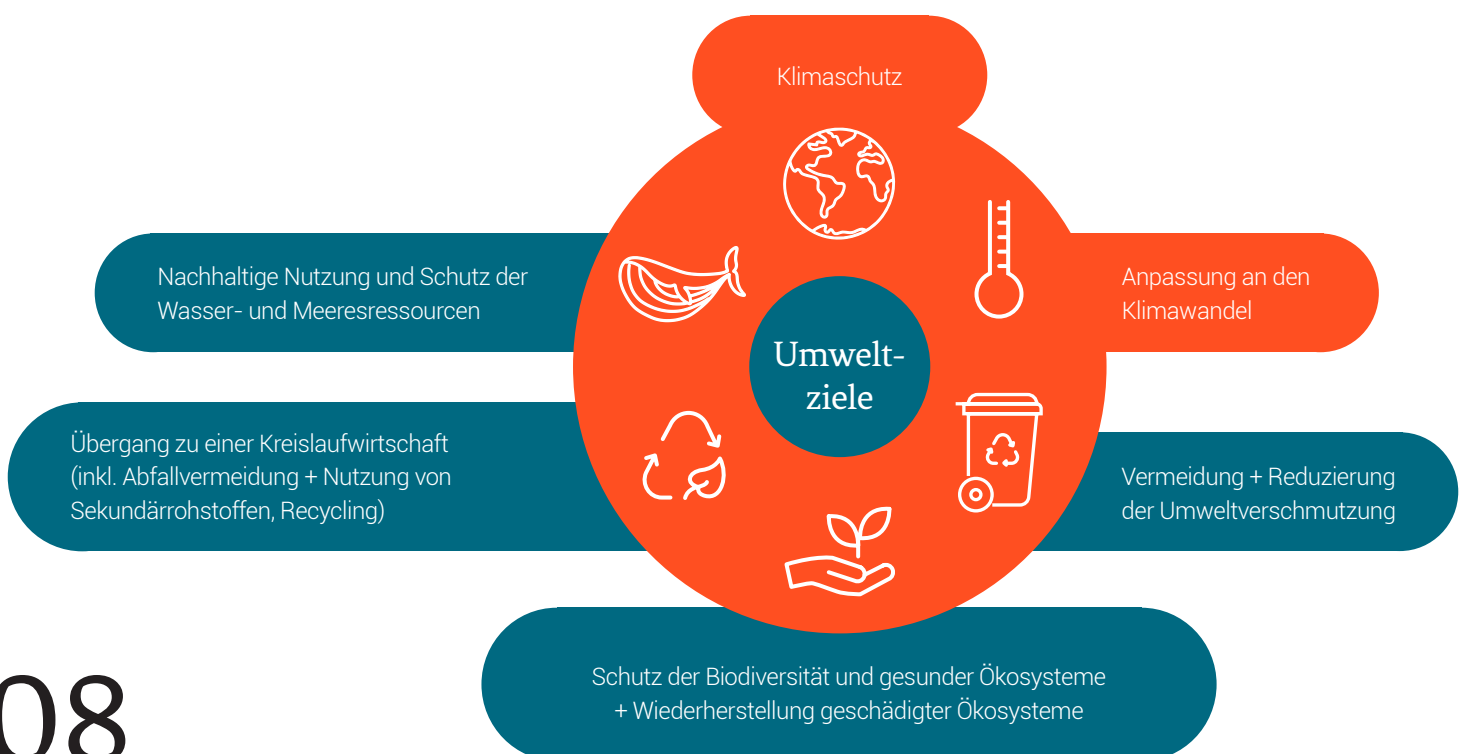 Klimaschutz
Nachhaltige Nutzung und Schutz der
Wasser- und Meeresressourcen
Anpassung an den
Klimawandel
Umwelt-
ziele
Übergang zu einer Kreislaufwirtschaft
(inkl. Abfallvermeidung + Nutzung von
Sekundärrohstoffen, Recycling)
Vermeidung + Reduzierung
der Umweltverschmutzung
Schutz der Biodiversität und gesunder Ökosysteme
+ Wiederherstellung geschädigter Ökosysteme
08